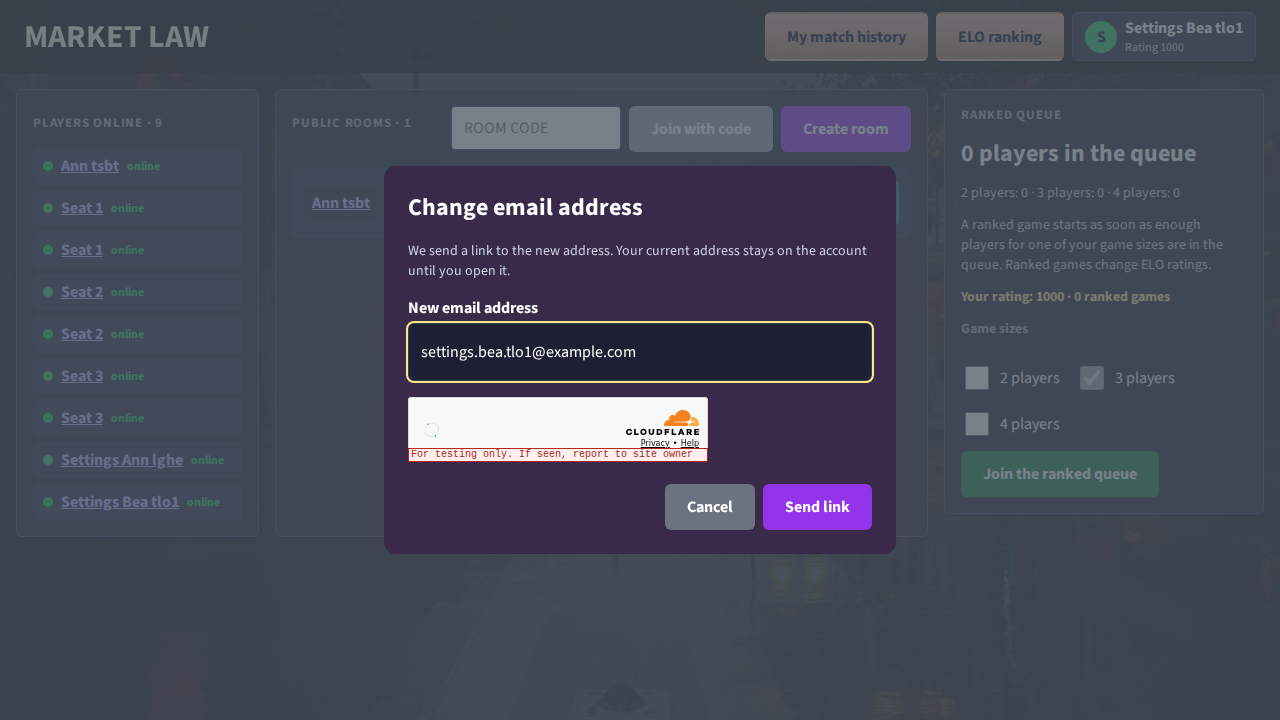 MARKET LAW
My match history
ELO ranking
S
Settings Bea tlo1
Rating 1000
PLAYERS ONLINE · 9
Ann tsbt online
Seat 1 online
Seat 1 online
Seat 2 online
Seat 2 online
Seat 3 online
Seat 3 online
Settings Ann lghe online
Settings Bea tlo1 online
PUBLIC ROOMS · 1
ROOM CODE
Join with code
Create room
Ann tsbt
Change email address
We send a link to the new address. Your current address stays on the account
until you open it.
New email address
settings.bea.tlo1@example.com
CLOUDFLARE
Privacy • Help
For testing only. If seen, report to site owner
Cancel
Send link
RANKED QUEUE
0 players in the queue
2 players: 0 · 3 players: 0 · 4 players: 0
A ranked game starts as soon as enough
players for one of your game sizes are in the
queue. Ranked games change ELO ratings.
Your rating: 1000 · 0 ranked games
Game sizes
2 players
3 players
4 players
Join the ranked queue